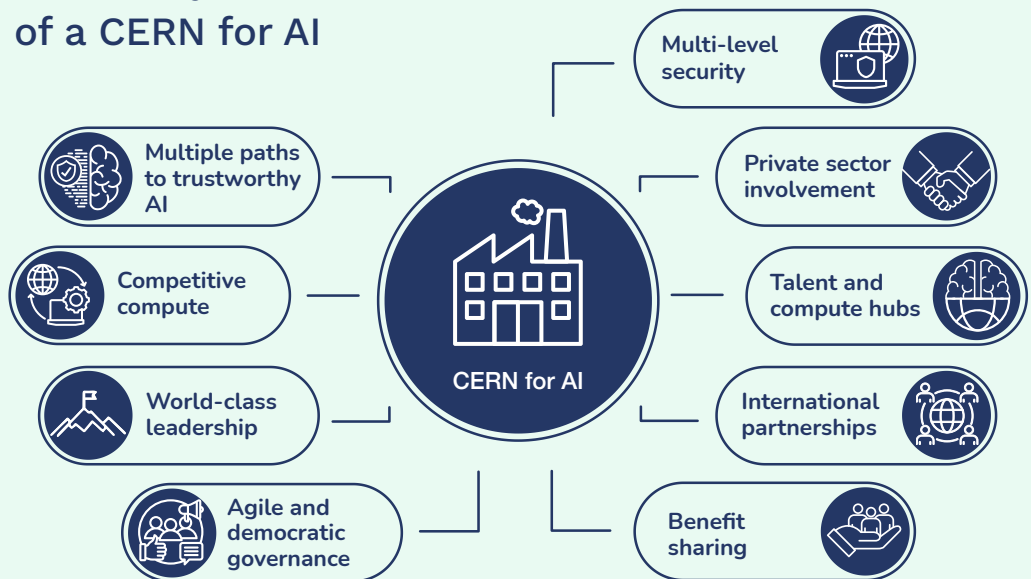 of a CERN for AI
Multi-level
security
Multiple paths
to trustworthy
AI
Private sector
involvement
Competitive
compute
Talent and
compute hubs
CERN for AI
World-class
leadership
International
partnerships
Agile and
democratic
governance
Benefit
sharing